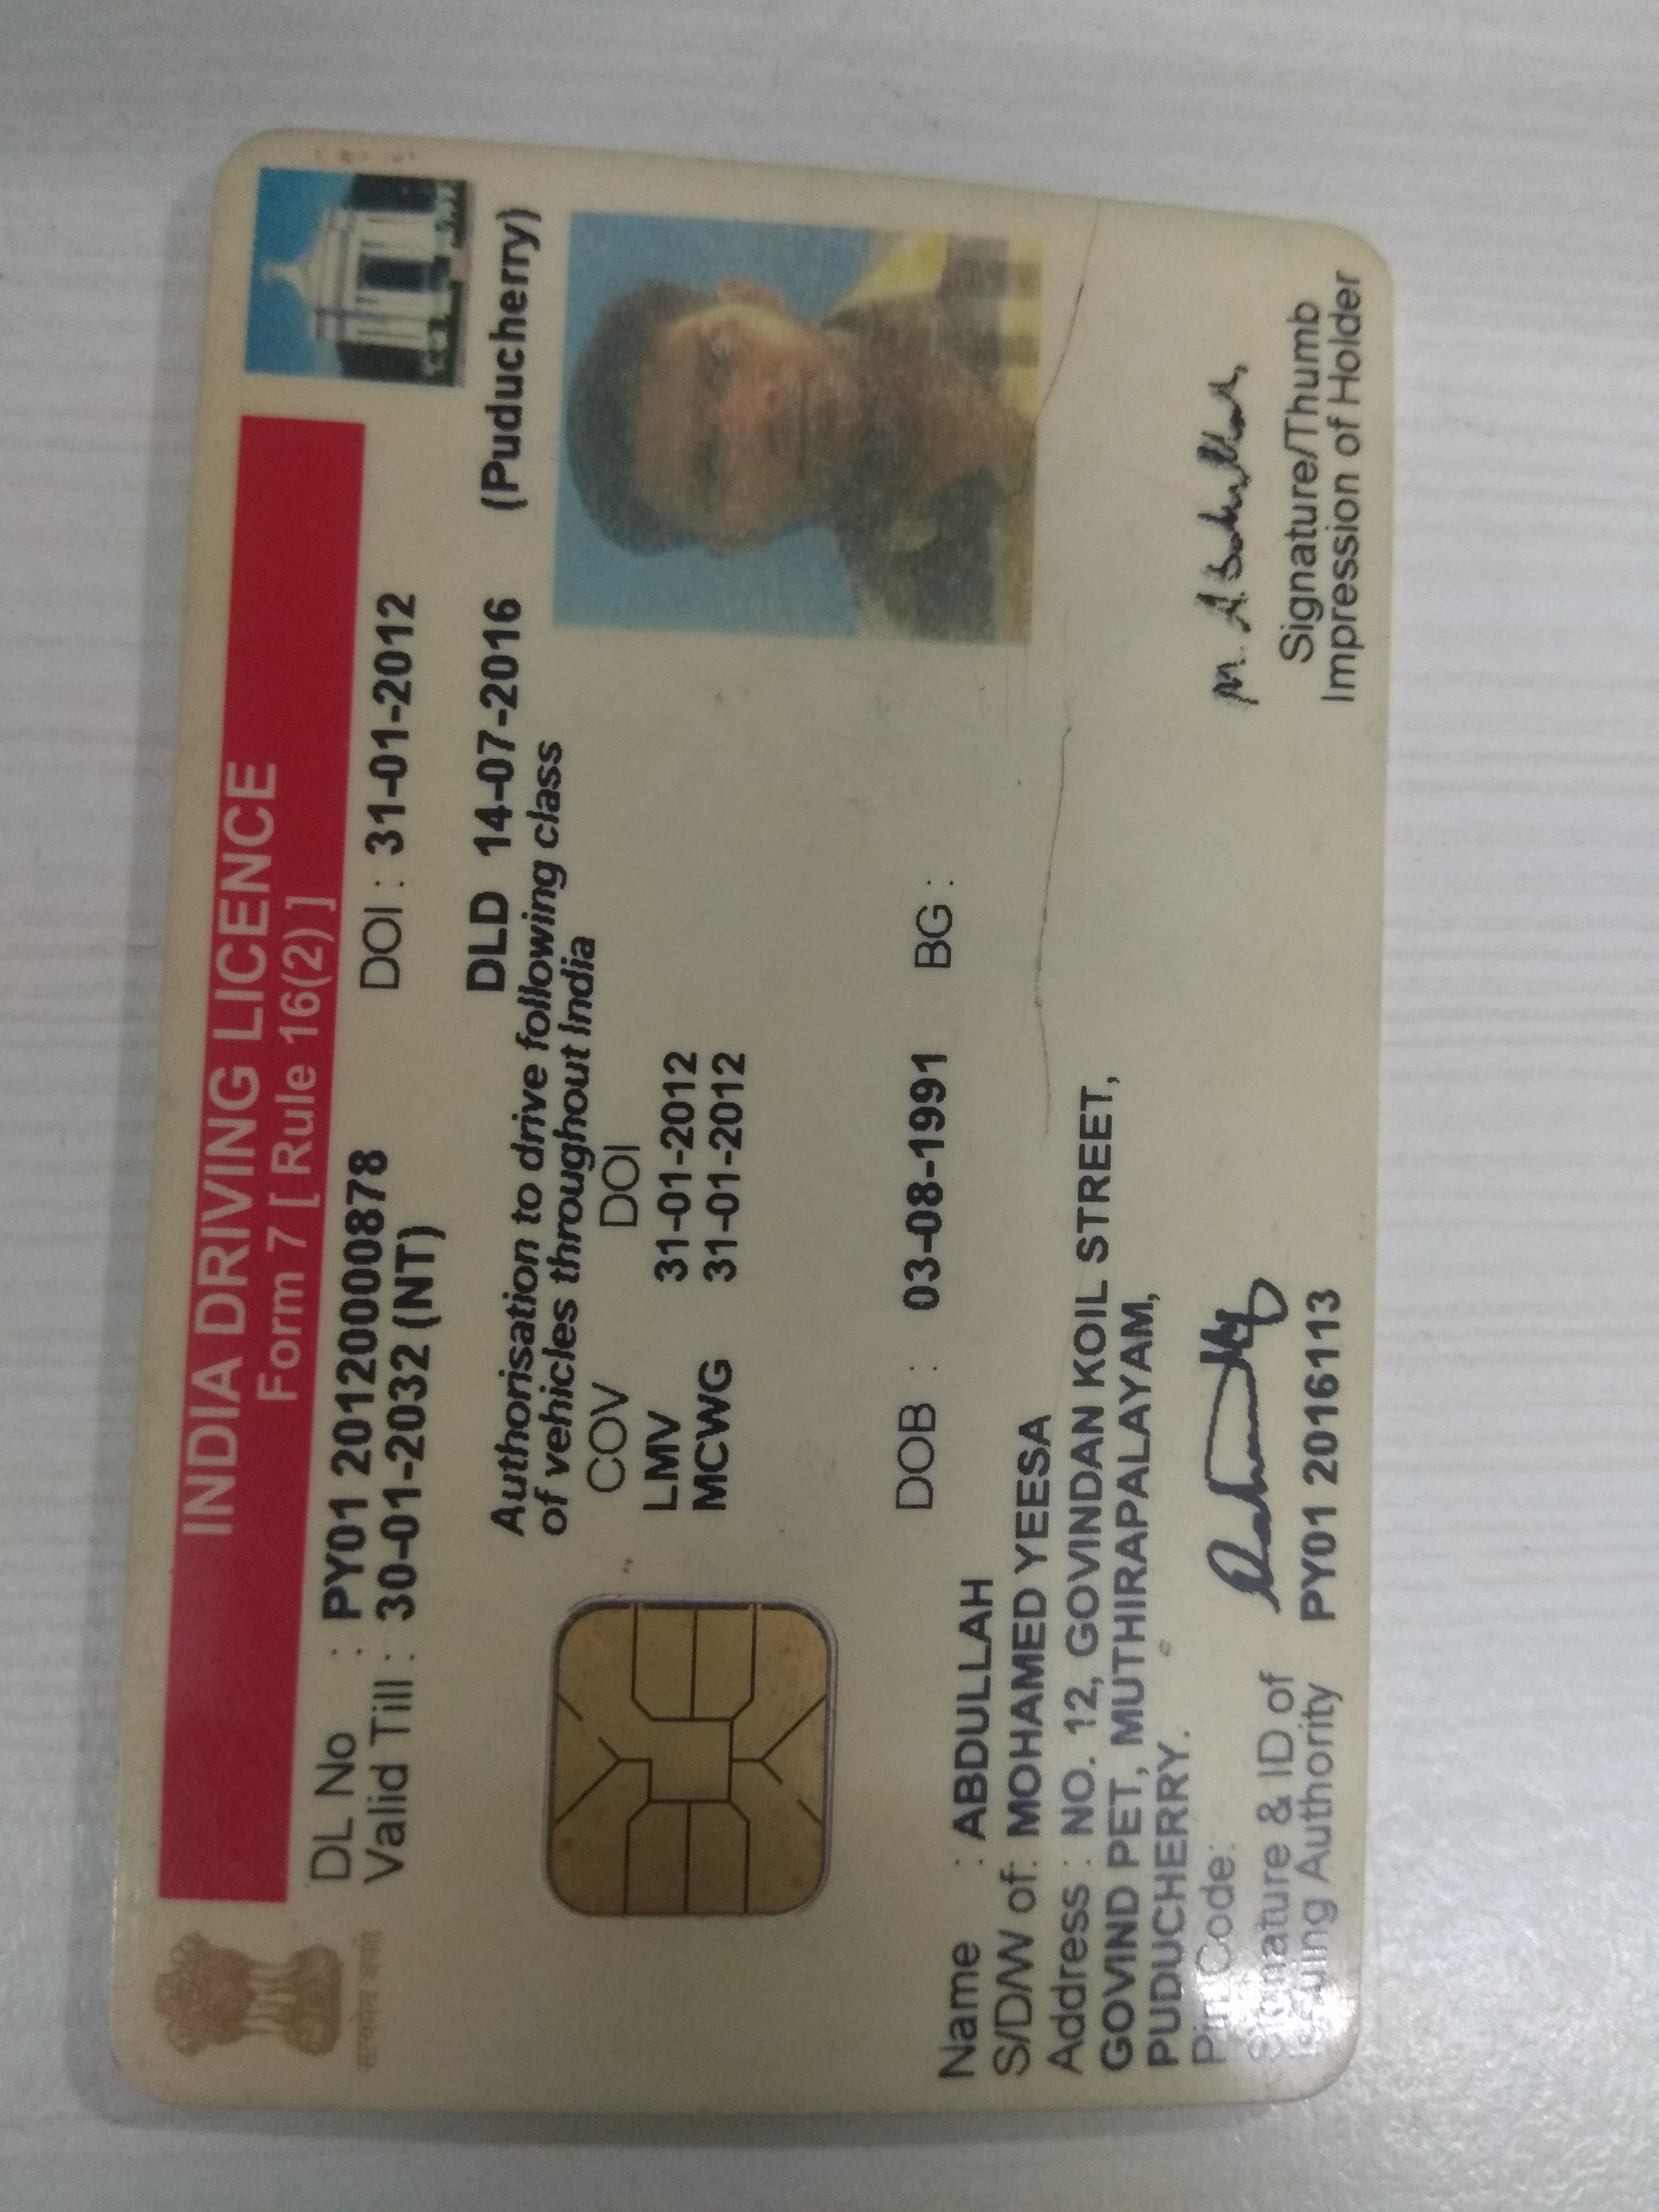 INDIA DRIVING LICENCE
Form 7 [ Rule 16(2) ]
DL No : PY01 20120000878 DOI : 31-01-2012
Valid Till : 30-01-2032 (NT)
सत्यमेव जयते
DLD 14-07-2016 (Puducherry)
Authorisation to drive following class
of vehicles throughout India
COV DOI
LMV 31-01-2012
MCWG 31-01-2012
DOB : 03-08-1991 BG :
Name : ABDULLAH
S/D/W of: MOHAMED YEESA
Address : NO. 12, GOVINDAN KOIL STREET,
GOVIND PET, MUTHIRAPALAYAM,
PUDUCHERRY.
Pin Code:
Signature & ID of
Issuing Authority PY01 2016113
M. Abdullah
Signature/Thumb
Impression of Holder